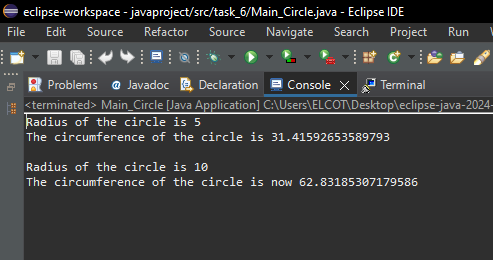 eclipse-workspace - javaproject/src/task_6/Main_Circle.java - Eclipse IDE
File Edit Source Refactor Source Navigate Search Project Run
Problems Javadoc Declaration Console Terminal
<terminated> Main_Circle [Java Application] C:\Users\ELCOT\Desktop\eclipse-java-2024-
Radius of the circle is 5
The circumference of the circle is 31.41592653589793
Radius of the circle is 10
The circumference of the circle is now 62.83185307179586